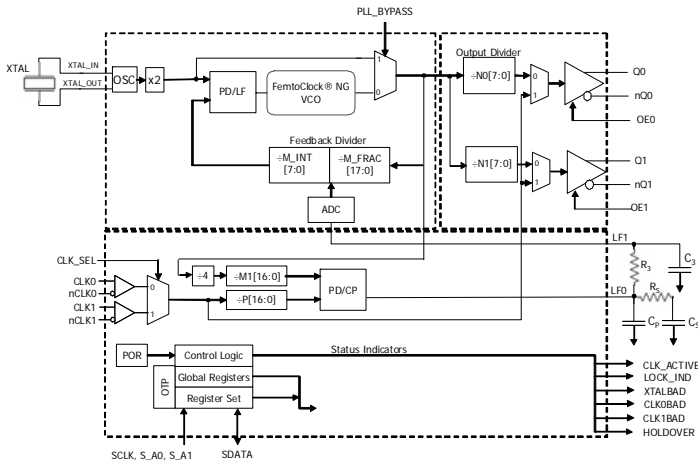 PLL_BYPASS
XTAL
XTAL_IN
XTAL_OUT
OSC
x2
PD/LF
FemtoClock® NG
VCO
1
0
Output Divider
÷N0[7:0]
0
1
Q0
nQ0
OE0
Feedback Divider
÷M_INT
[7:0]
÷M_FRAC
[17:0]
÷N1[7:0]
0
1
Q1
nQ1
OE1
ADC
LF1
CLK_SEL
CLK0
nCLK0
CLK1
nCLK1
0
1
÷4
÷M1[16:0]
÷P[16:0]
PD/CP
LF0
R3
C3
RS
CP
CS
POR
Control Logic
Status Indicators
OTP
Global Registers
Register Set
CLK_ACTIVE
LOCK_IND
XTALBAD
CLK0BAD
CLK1BAD
HOLDOVER
SCLK, S_A0, S_A1
SDATA